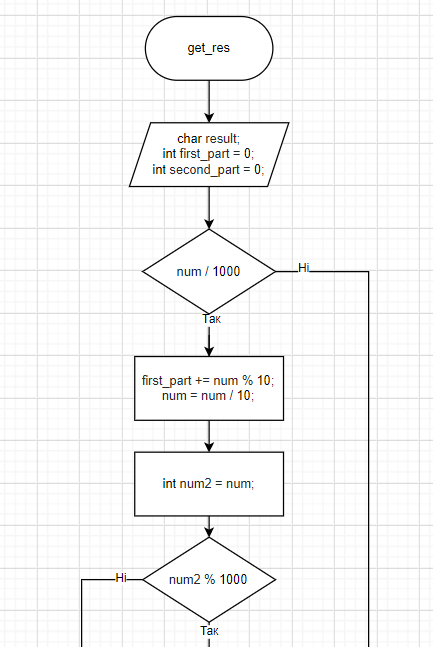 get_res
char result;
int first_part = 0;
int second_part = 0;
num / 1000
Ні
Так
first_part += num % 10;
num = num / 10;
int num2 = num;
Ні
num2 % 1000
Так